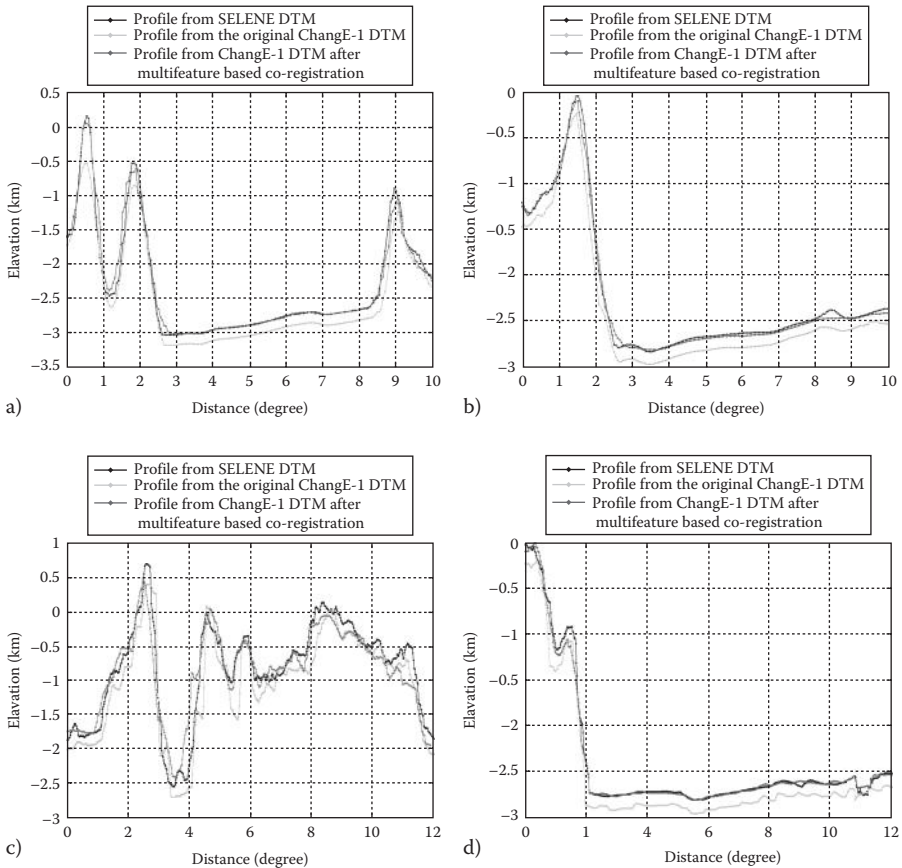 Profile from SELENE DTM
Profile from the original ChangE-1 DTM
Profile from ChangE-1 DTM after
multifeature based co-registration
0.5
0
−0.5
−1
−1.5
−2
−2.5
−3
−3.5
Elavation (km)
0 1 2 3 4 5 6 7 8 9 10
Distance (degree)
a)
Profile from SELENE DTM
Profile from the original ChangE-1 DTM
Profile from ChangE-1 DTM after
multifeature based co-registration
0
−0.5
−1
−1.5
−2
−2.5
−3
Elavation (km)
0 1 2 3 4 5 6 7 8 9 10
Distance (degree)
b)
Profile from SELENE DTM
Profile from the original ChangE-1 DTM
Profile from ChangE-1 DTM after
multifeature based co-registration
1
0.5
0
−0.5
−1
−1.5
−2
−2.5
−3
Elavation (km)
0 2 4 6 8 10 12
Distance (degree)
c)
Profile from SELENE DTM
Profile from the original ChangE-1 DTM
Profile from ChangE-1 DTM after
multifeature based co-registration
0
−0.5
−1
−1.5
−2
−2.5
−3
Elavation (km)
0 1 4 6 8 10 12
Distance (degree)
d)